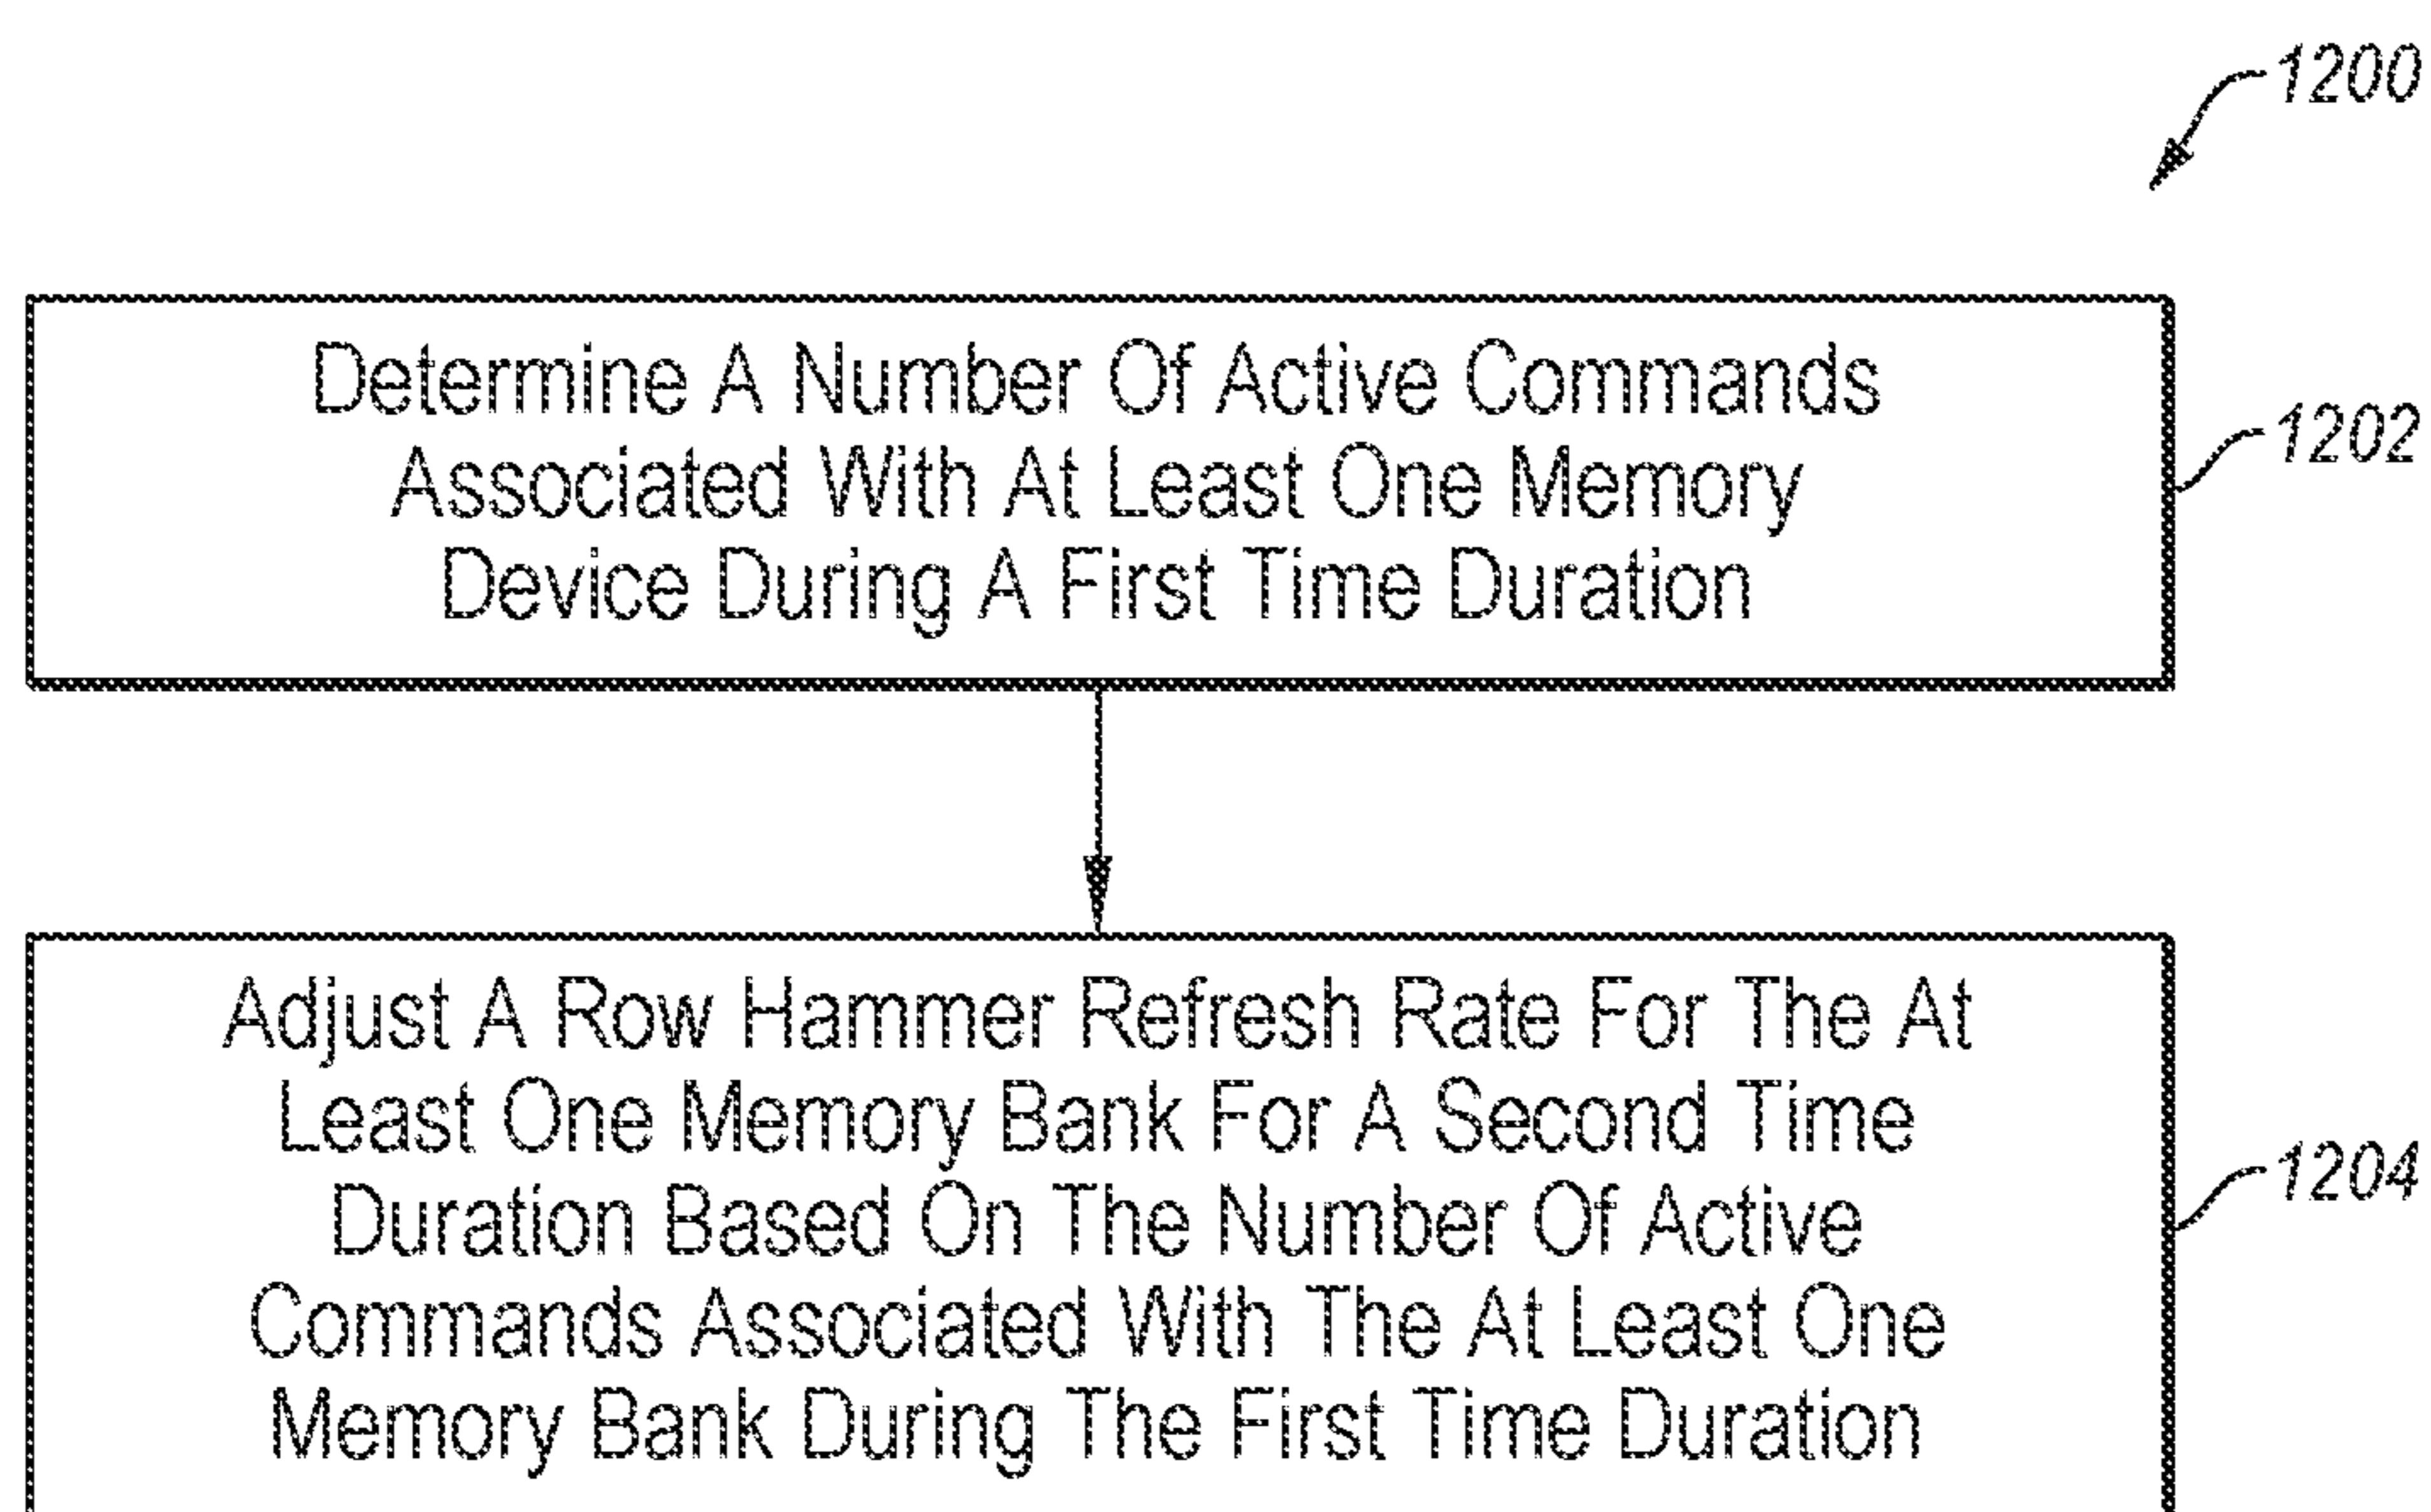 1200
Determine A Number Of Active Commands
Associated With At Least One Memory
Device During A First Time Duration
1202
Adjust A Row Hammer Refresh Rate For The At
Least One Memory Bank For A Second Time
Duration Based On The Number Of Active
Commands Associated With The At Least One
Memory Bank During The First Time Duration
1204